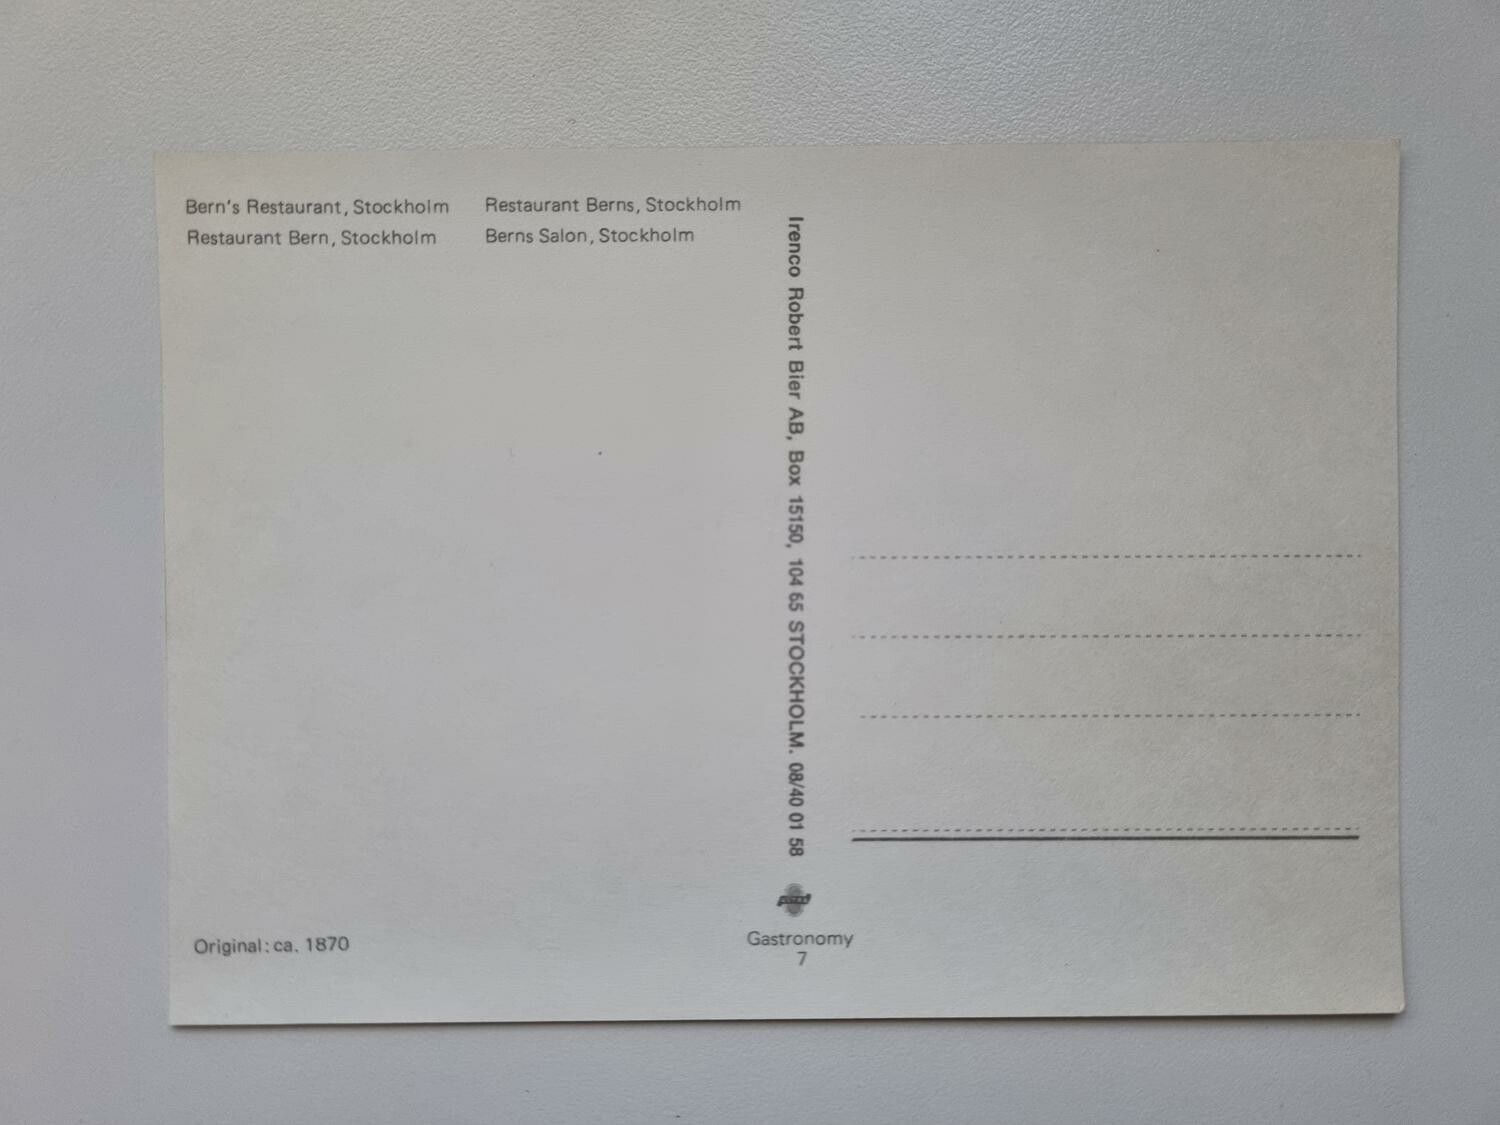 Bern's Restaurant, Stockholm
Restaurant Bern, Stockholm
Restaurant Berns, Stockholm
Berns Salon, Stockholm
Irenco Robert Bier AB, Box 15150, 104 65 STOCKHOLM. 08/40 01 58
Gastronomy
7
Original: ca. 1870